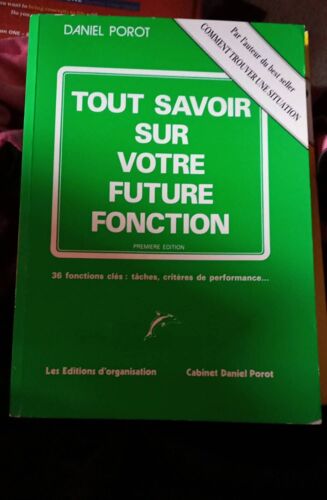 DANIEL POROT
Par l'auteur du best seller
COMMENT TROUVER UNE SITUATION
TOUT SAVOIR
SUR
VOTRE
FUTURE
FONCTION
PREMIERE EDITION
36 fonctions clés : tâches, critères de performance...
Les Editions d'organisation
Cabinet Daniel Porot